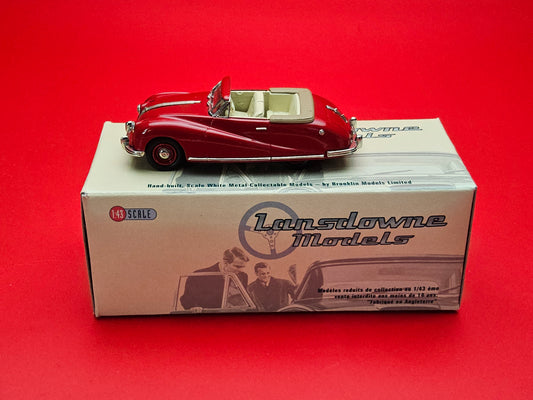 Hand-built, Scale White Metal Collectable Models – by Brooklin Models Limited
1:43 SCALE
Lansdowne
Models
Modèles reduits de collection au 1/43 éme
vente interdite aux moins de 14 ans.
"Fabriqué en Angleterre"